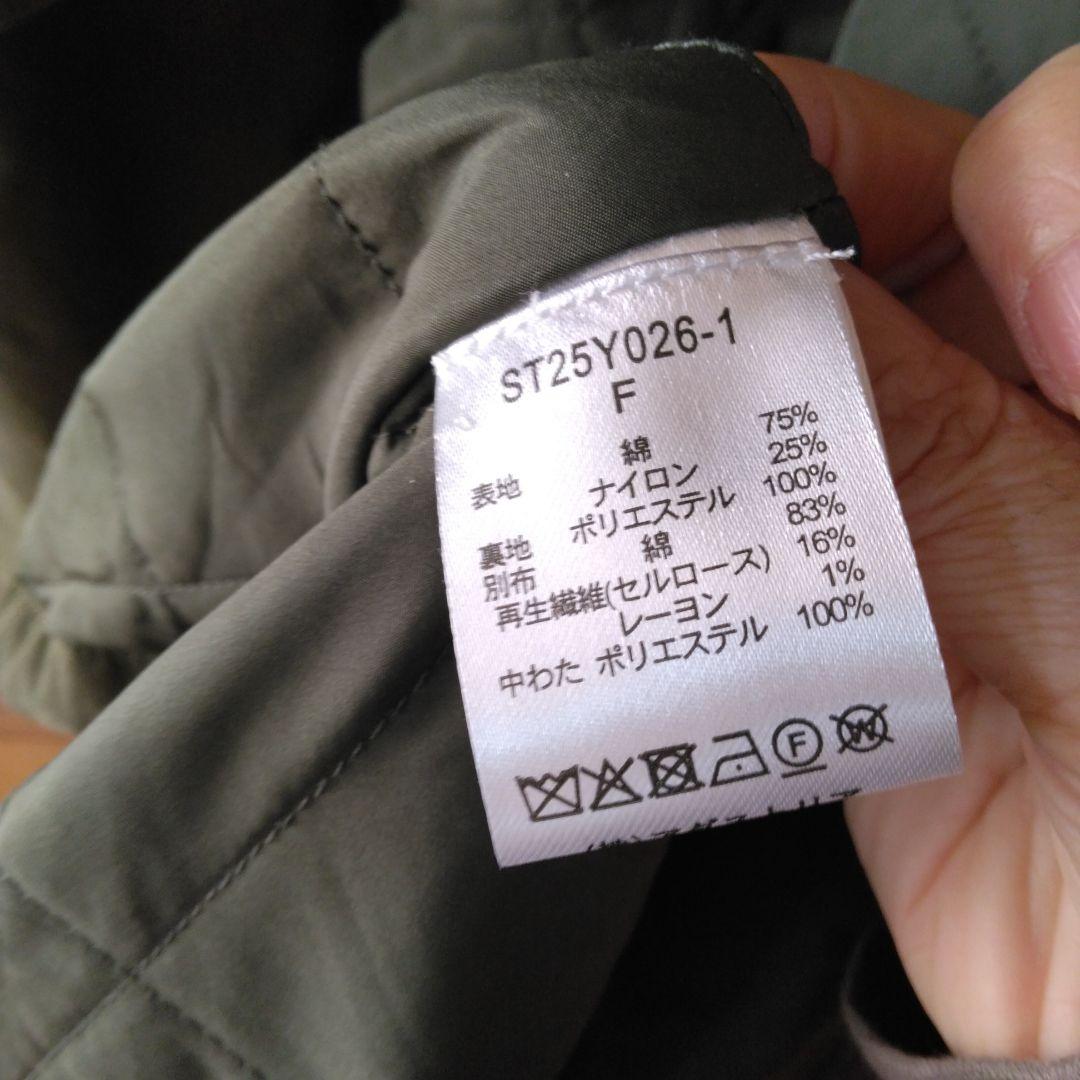 ST25Y026-1
F
表地 綿 75%
ナイロン 25%
裏地 ポリエステル 100%
別布 綿 83%
再生繊維(セルロース) 16%
レーヨン 1%
中わた ポリエステル 100%
F
W